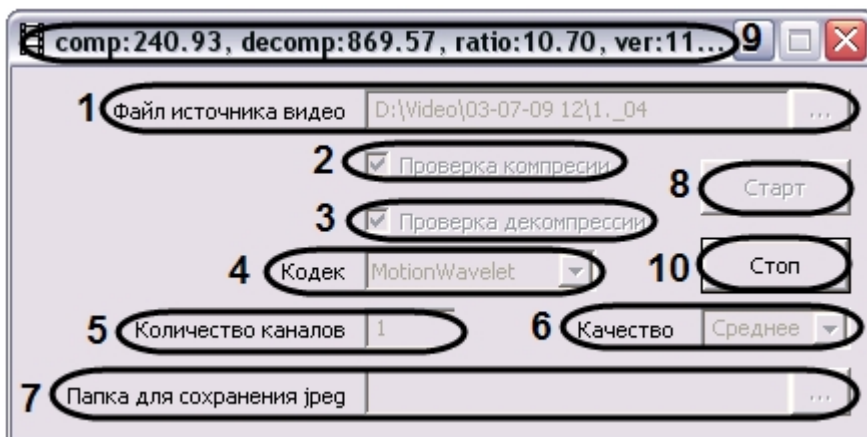 comp:240.93, decomp:869.57, ratio:10.70, ver:11... 9
1 Файл источника видео D:\Video\03-07-09 12\1._04 ...
2 Проверка компресии
8 Старт
3 Проверка декомпрессии
4 Кодек MotionWavelet
10 Стоп
5 Количество каналов 1
6 Качество Среднее
7 Папка для сохранения jpeg ...